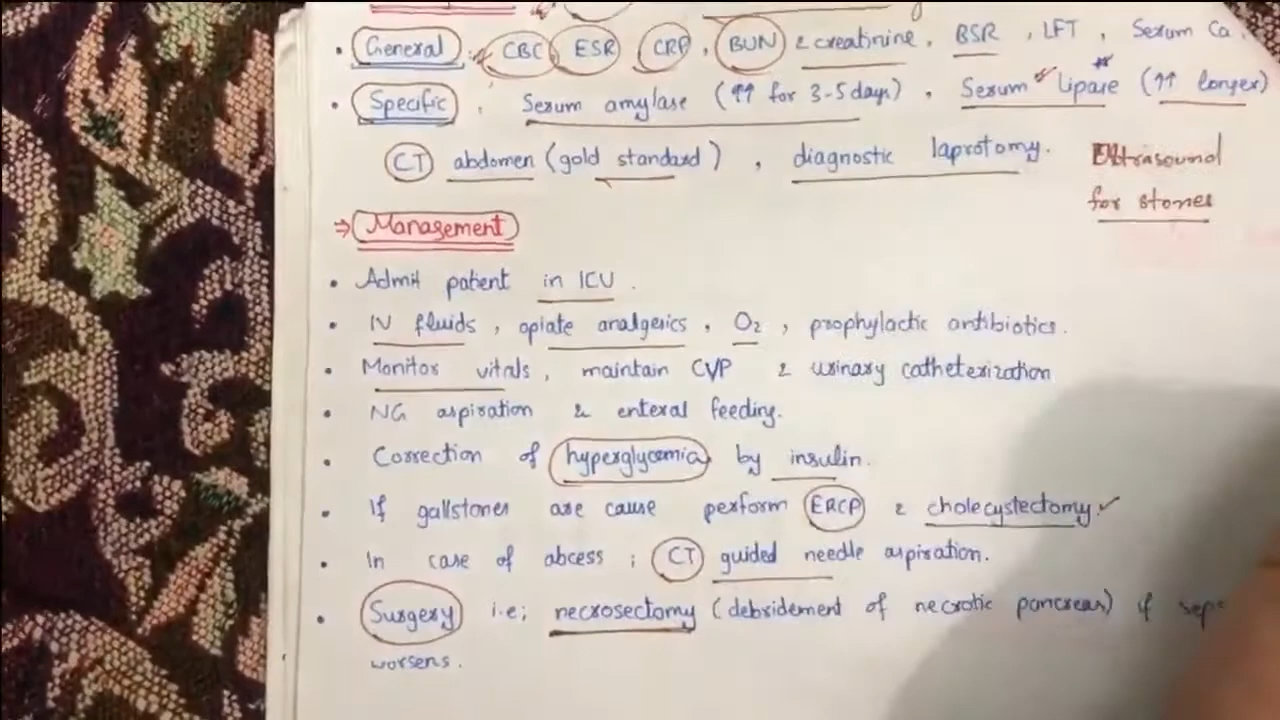 • General : CBC, ESR, CRP, BUN & creatinine, BSR, LFT, Serum Ca.
• Specific : Serum amylase (↑↑ for 3-5 days), Serum Lipase (↑↑ longer)
CT abdomen (gold standard), diagnostic laprotomy.
Ultrasound
for stones
⇒ Management
• Admit patient in ICU.
• IV fluids, opiate analgesics, O₂, prophylactic antibiotics.
• Monitor vitals, maintain CVP & urinary catheterization
• NG aspiration & enteral feeding.
• Correction of hyperglycemia by insulin.
• If gallstones are cause perform ERCP & cholecystectomy.
• In case of abcess ; CT guided needle aspiration.
• Surgery i.e; necrosectomy (debridement of necrotic pancreas) if
worsens.